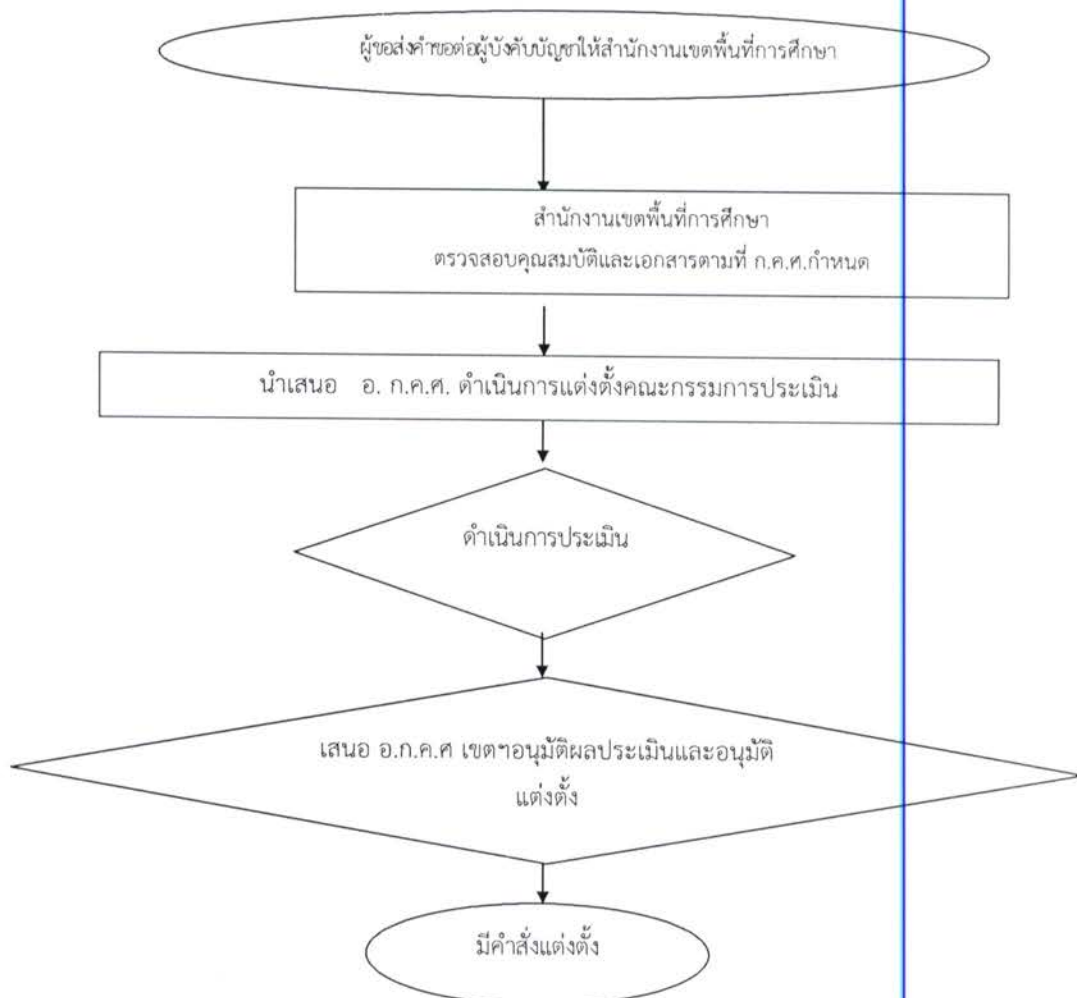 ผู้ขอส่งคำขอต่อผู้บังคับบัญชาให้สำนักงานเขตพื้นที่การศึกษา
สำนักงานเขตพื้นที่การศึกษา
ตรวจสอบคุณสมบัติและเอกสารตามที่ ก.ค.ศ.กำหนด
นำเสนอ อ. ก.ค.ศ. ดำเนินการแต่งตั้งคณะกรรมการประเมิน
ดำเนินการประเมิน
เสนอ อ.ก.ค.ศ เขตฯอนุมัติผลประเมินและอนุมัติ
แต่งตั้ง
มีคำสั่งแต่งตั้ง